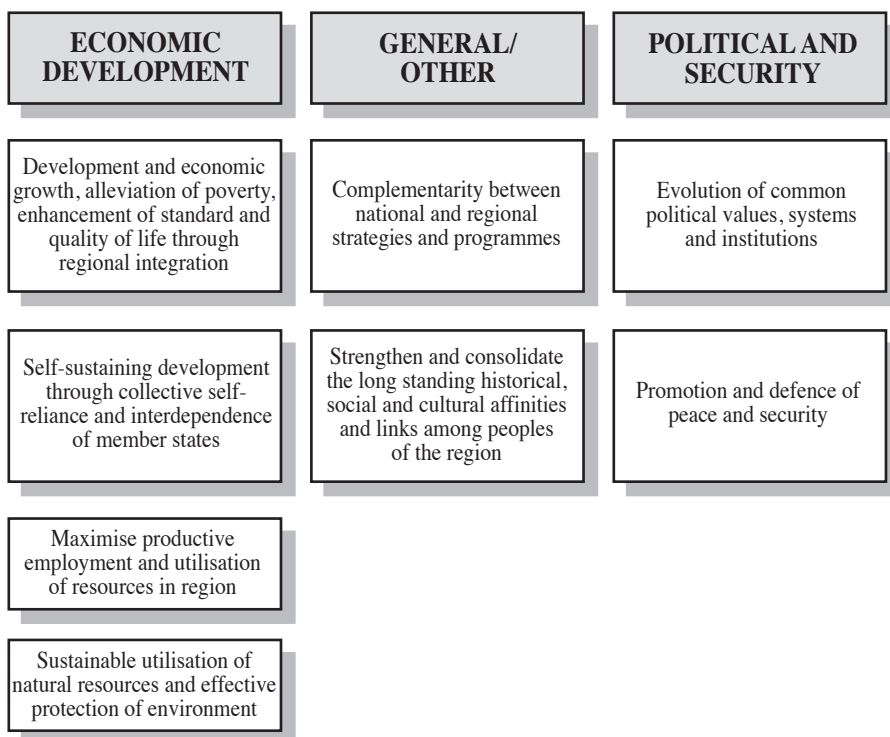 ECONOMIC
DEVELOPMENT
Development and economic
growth, alleviation of poverty,
enhancement of standard and
quality of life through
regional integration
Self-sustaining development
through collective self-
reliance and interdependence
of member states
Maximise productive
employment and utilisation
of resources in region
Sustainable utilisation of
natural resources and effective
protection of environment
GENERAL/
OTHER
Complementarity between
national and regional
strategies and programmes
Strengthen and consolidate
the long standing historical,
social and cultural affinities
and links among peoples
of the region
POLITICAL AND
SECURITY
Evolution of common
political values, systems
and institutions
Promotion and defence of
peace and security